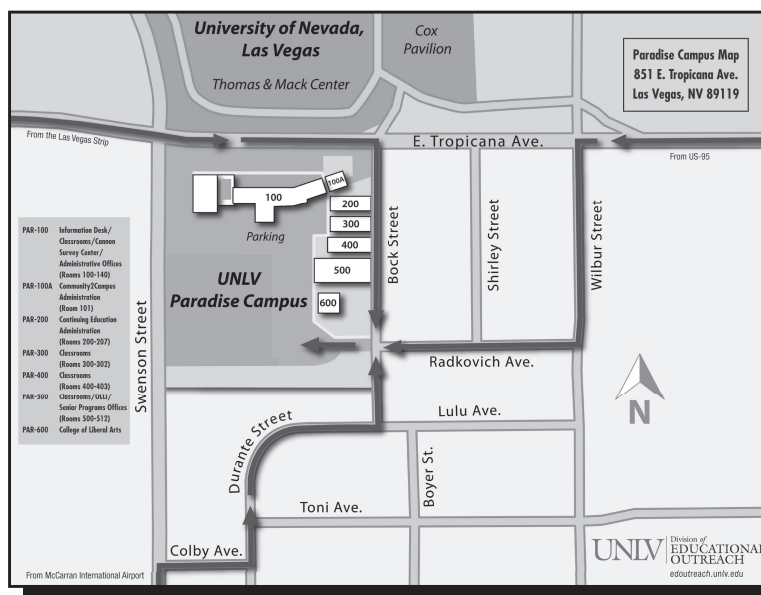 University of Nevada,
Las Vegas
Thomas & Mack Center
Cox
Pavilion
Paradise Campus Map
851 E. Tropicana Ave.
Las Vegas, NV 89119
From the Las Vegas Strip
E. Tropicana Ave.
From US-95
100
100A
200
300
400
500
600
Parking
UNLV
Paradise Campus
Bock Street
Shirley Street
Wilbur Street
Swenson Street
PAR-100 Information Desk/
Classrooms/Cannon
Survey Center/
Administrative Offices
(Rooms 100-140)
PAR-100A Community2Campus
Administration
(Room 101)
PAR-200 Continuing Education
Administration
(Rooms 200-207)
PAR-300 Classrooms
(Rooms 300-302)
PAR-400 Classrooms
(Rooms 400-403)
PAR-500 Classrooms/OLLI/
Senior Programs Offices
(Rooms 500-512)
PAR-600 College of Liberal Arts
Radkovich Ave.
N
Lulu Ave.
Durante Street
Boyer St.
Toni Ave.
Colby Ave.
From McCarran International Airport
UNLV
Division of
EDUCATIONAL
OUTREACH
edoutreach.unlv.edu